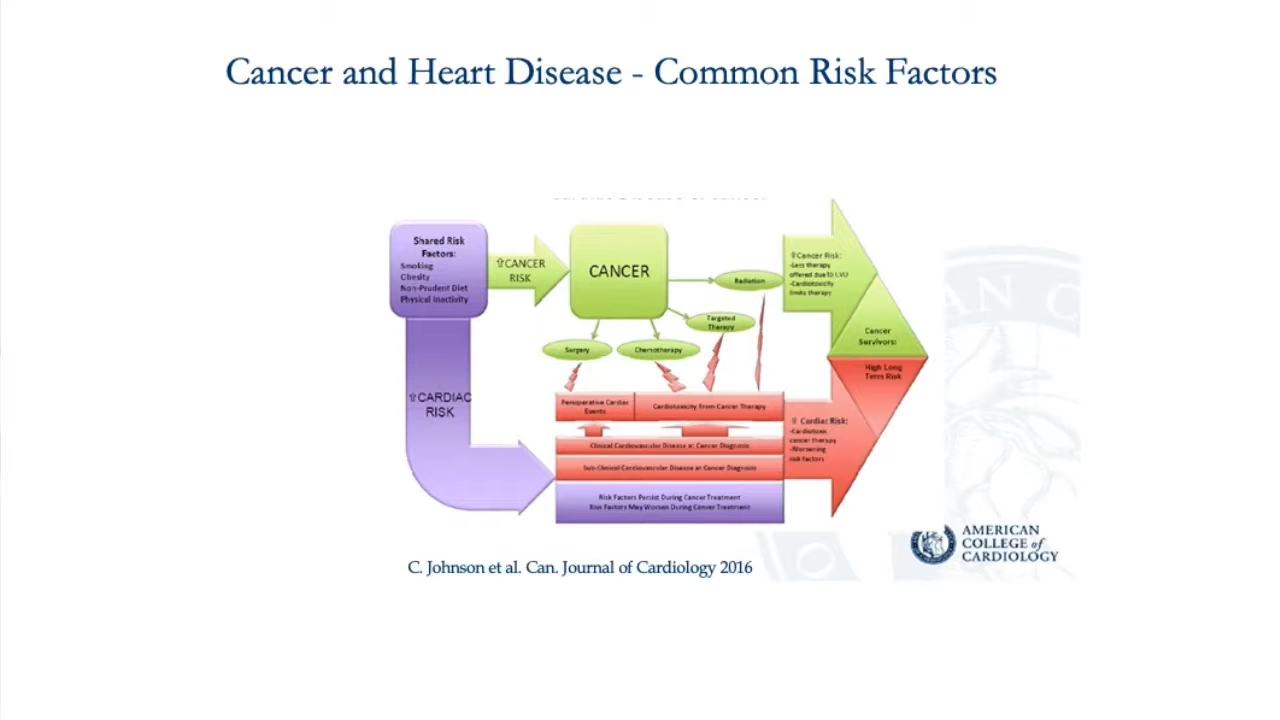 Cancer and Heart Disease - Common Risk Factors
Shared Risk
Factors:
Smoking
Obesity
Non-Prudent Diet
Physical Inactivity
⇧CANCER
RISK
CANCER
Radiation
Targeted
Therapy
Surgery
Chemotherapy
⇧Cancer Risk:
-Less therapy
offered due to LVD
-Cardiotoxicity
limits therapy
Cancer
Survivors:
High Long
Term Risk
⇧CARDIAC
RISK
Perioperative Cardiac
Events
Cardiotoxicity From Cancer Therapy
Clinical Cardiovascular Disease at Cancer Diagnosis
Sub-Clinical Cardiovascular Disease at Cancer Diagnosis
Risk Factors Persist During Cancer Treatment
Risk Factors May Worsen During Cancer Treatment
⇧ Cardiac Risk:
-Cardiotoxic
cancer therapy
-Worsening
risk factors
AN C
AMERICAN
COLLEGE of
CARDIOLOGY
C. Johnson et al. Can. Journal of Cardiology 2016